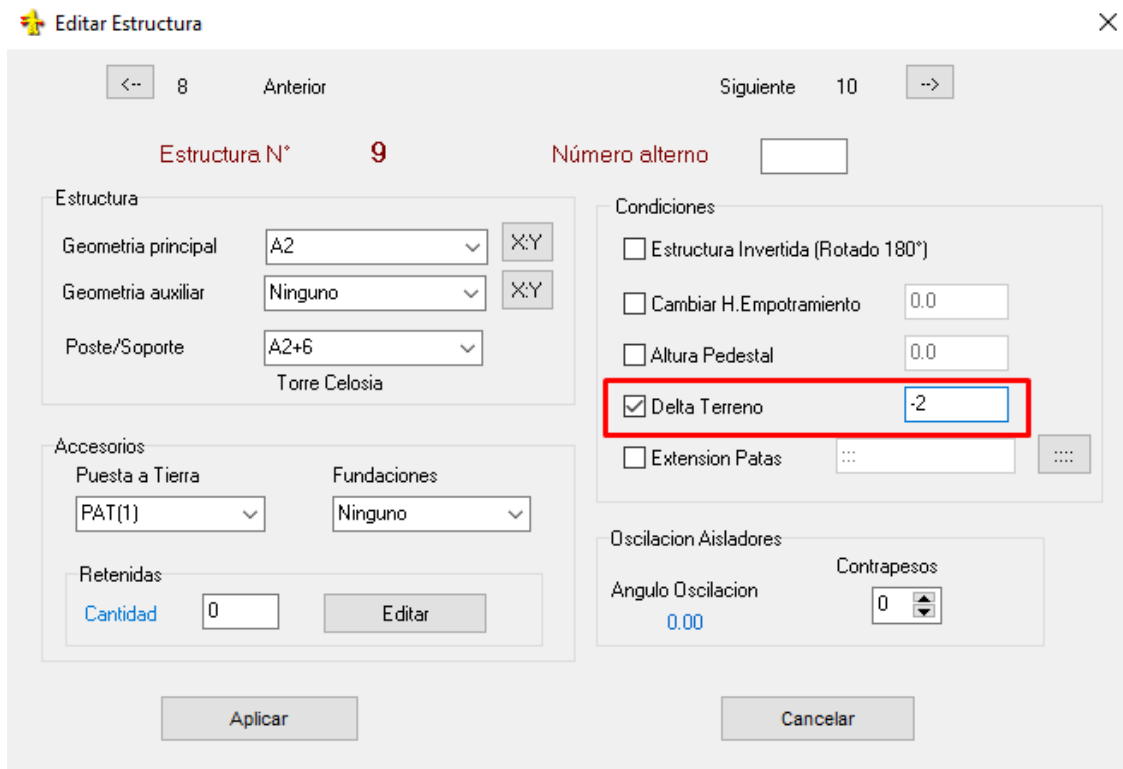 Editar Estructura
<-- 8 Anterior Siguiente 10 -->
Estructura N° 9 Número alterno
Estructura
Geometria principal A2 X:Y
Geometria auxiliar Ninguno X:Y
Poste/Soporte A2+6
Torre Celosia
Condiciones
Estructura Invertida (Rotado 180°)
Cambiar H.Empotramiento 0.0
Altura Pedestal 0.0
Delta Terreno -2
Extension Patas ::: ::::
Accesorios
Puesta a Tierra Fundaciones
PAT(1) Ninguno
Retenidas
Cantidad 0 Editar
Oscilacion Aisladores
Contrapesos
Angulo Oscilacion 0
0.00
Aplicar Cancelar